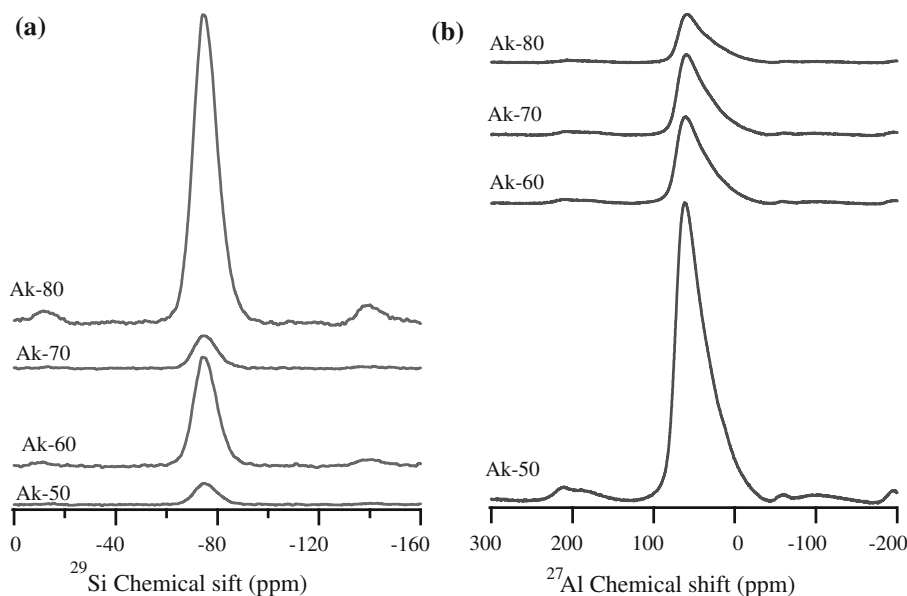 (a)
Ak-80
Ak-70
Ak-60
Ak-50
0 -40 -80 -120 -160
29Si Chemical sift (ppm)
(b)
Ak-80
Ak-70
Ak-60
Ak-50
300 200 100 0 -100 -200
27Al Chemical shift (ppm)